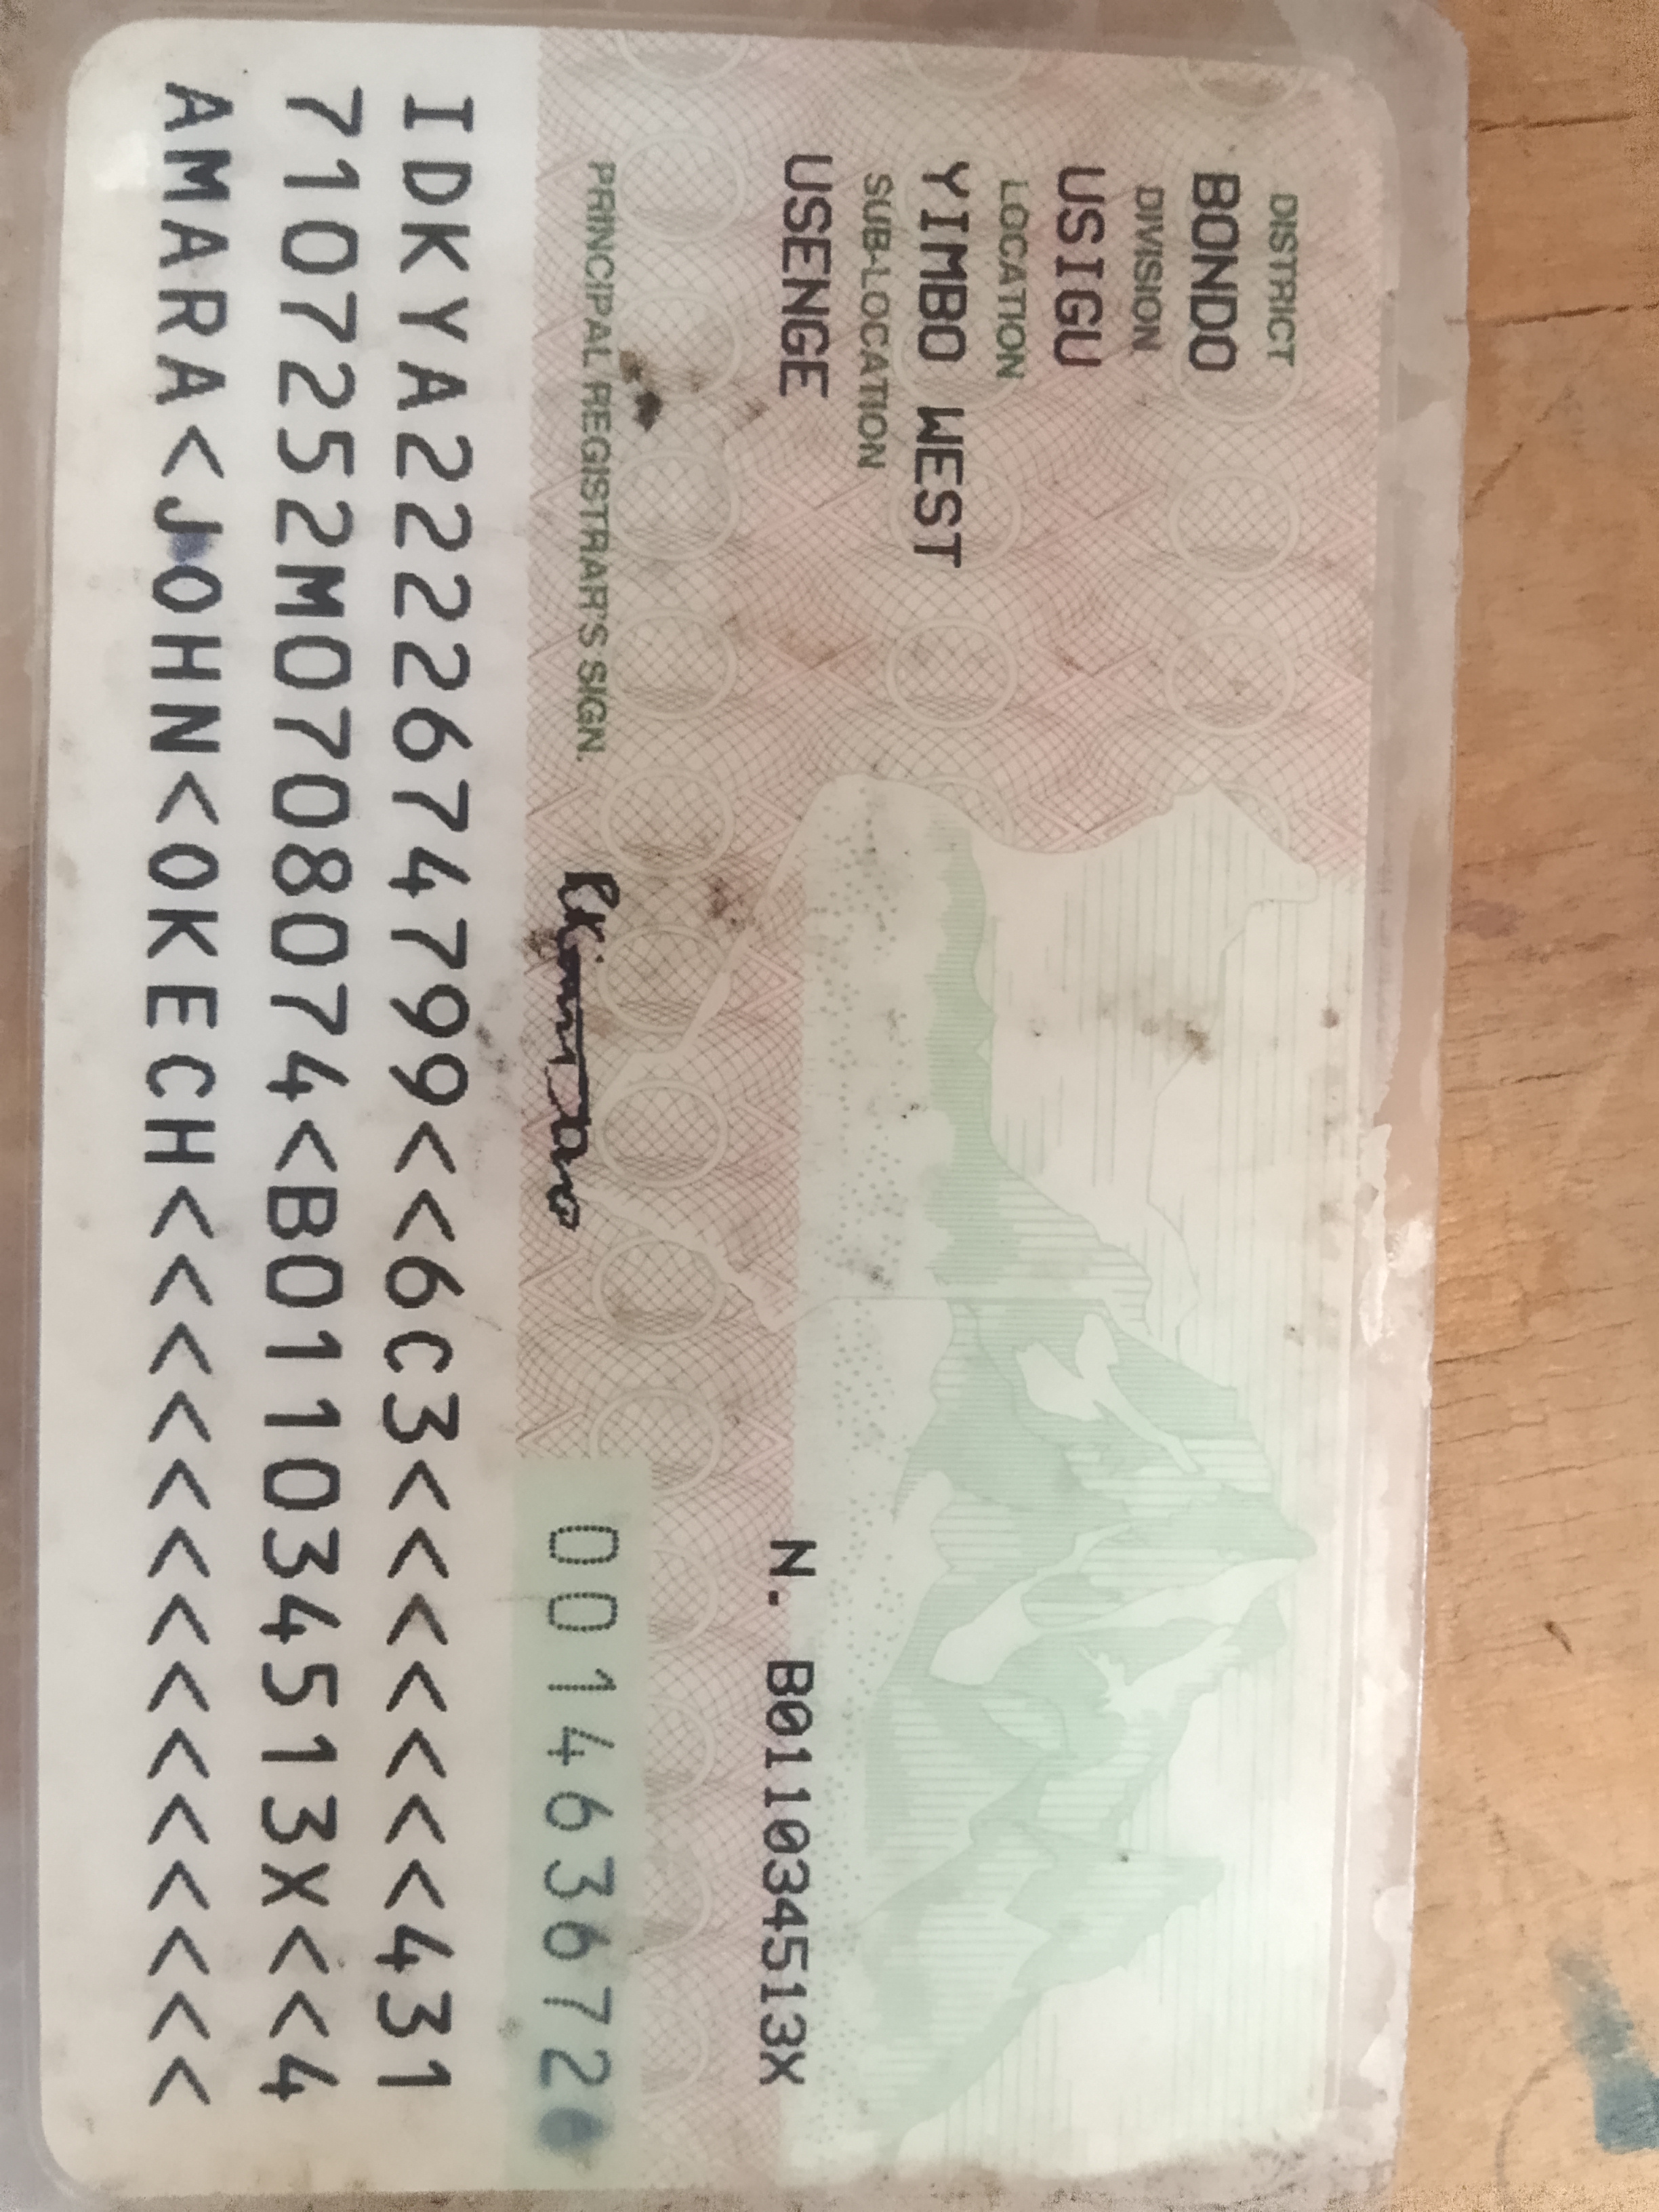 DISTRICT
BONDO
DIVISION
USIGU
LOCATION
YIMBO WEST
SUB-LOCATION
USENGE
N. B011034513X
PRINCIPAL REGISTRAR'S SIGN.
001463672
IDKYA2222674799<<6C3<<<<<<<431
7107252M0708074<B011034513X<<4
AMARA<JOHN<OKECH<<<<<<<<<<<<<<